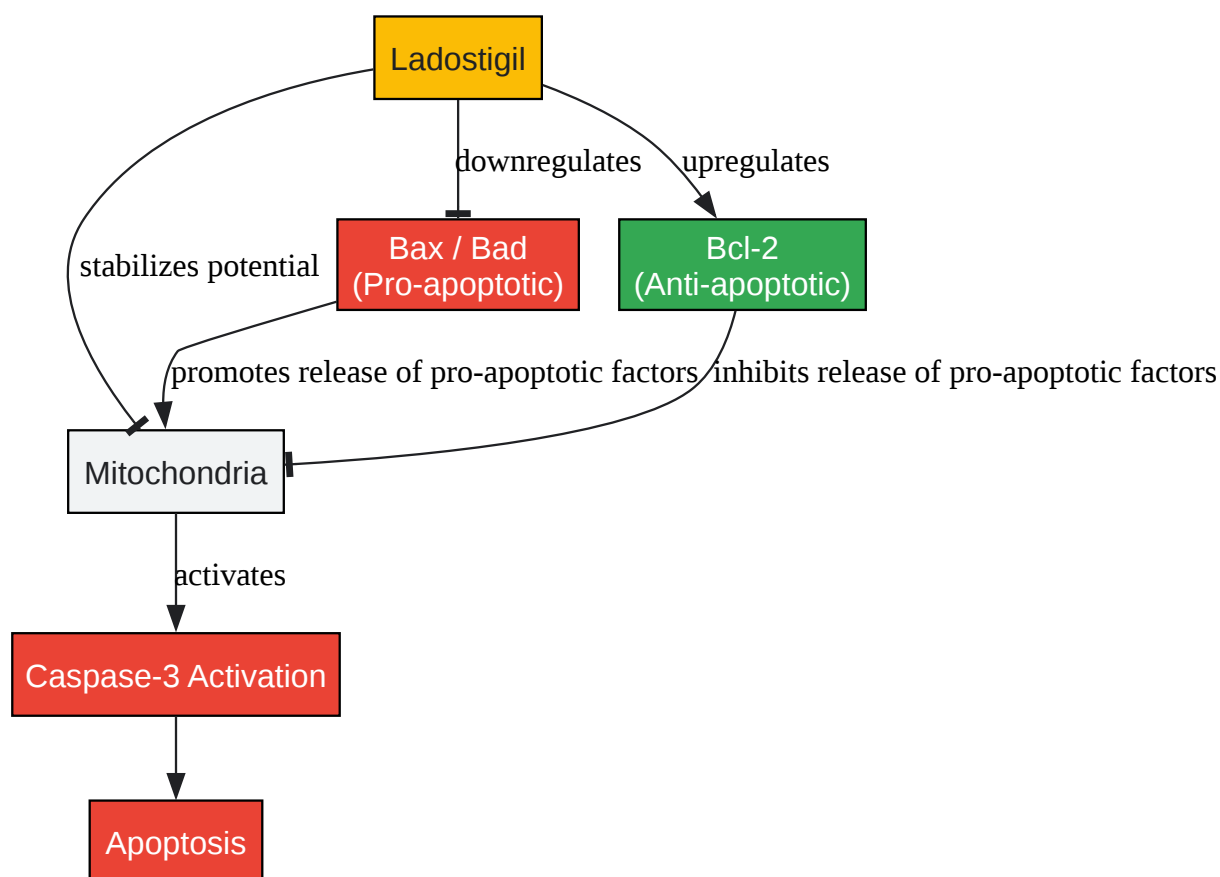 Ladostigil
downregulates
upregulates
Bax / Bad
(Pro-apoptotic)
Bcl-2
(Anti-apoptotic)
stabilizes potential
promotes release of pro-apoptotic factors
inhibits release of pro-apoptotic factors
Mitochondria
activates
Caspase-3 Activation
Apoptosis